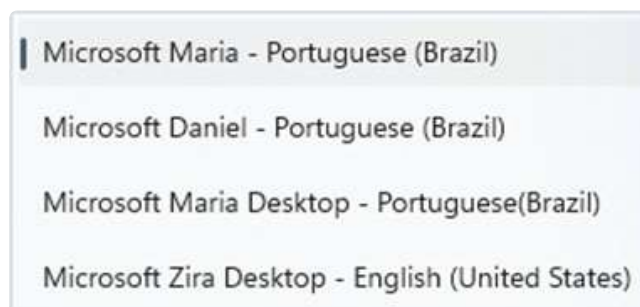 Microsoft Maria - Portuguese (Brazil)
Microsoft Daniel - Portuguese (Brazil)
Microsoft Maria Desktop - Portuguese(Brazil)
Microsoft Zira Desktop - English (United States)